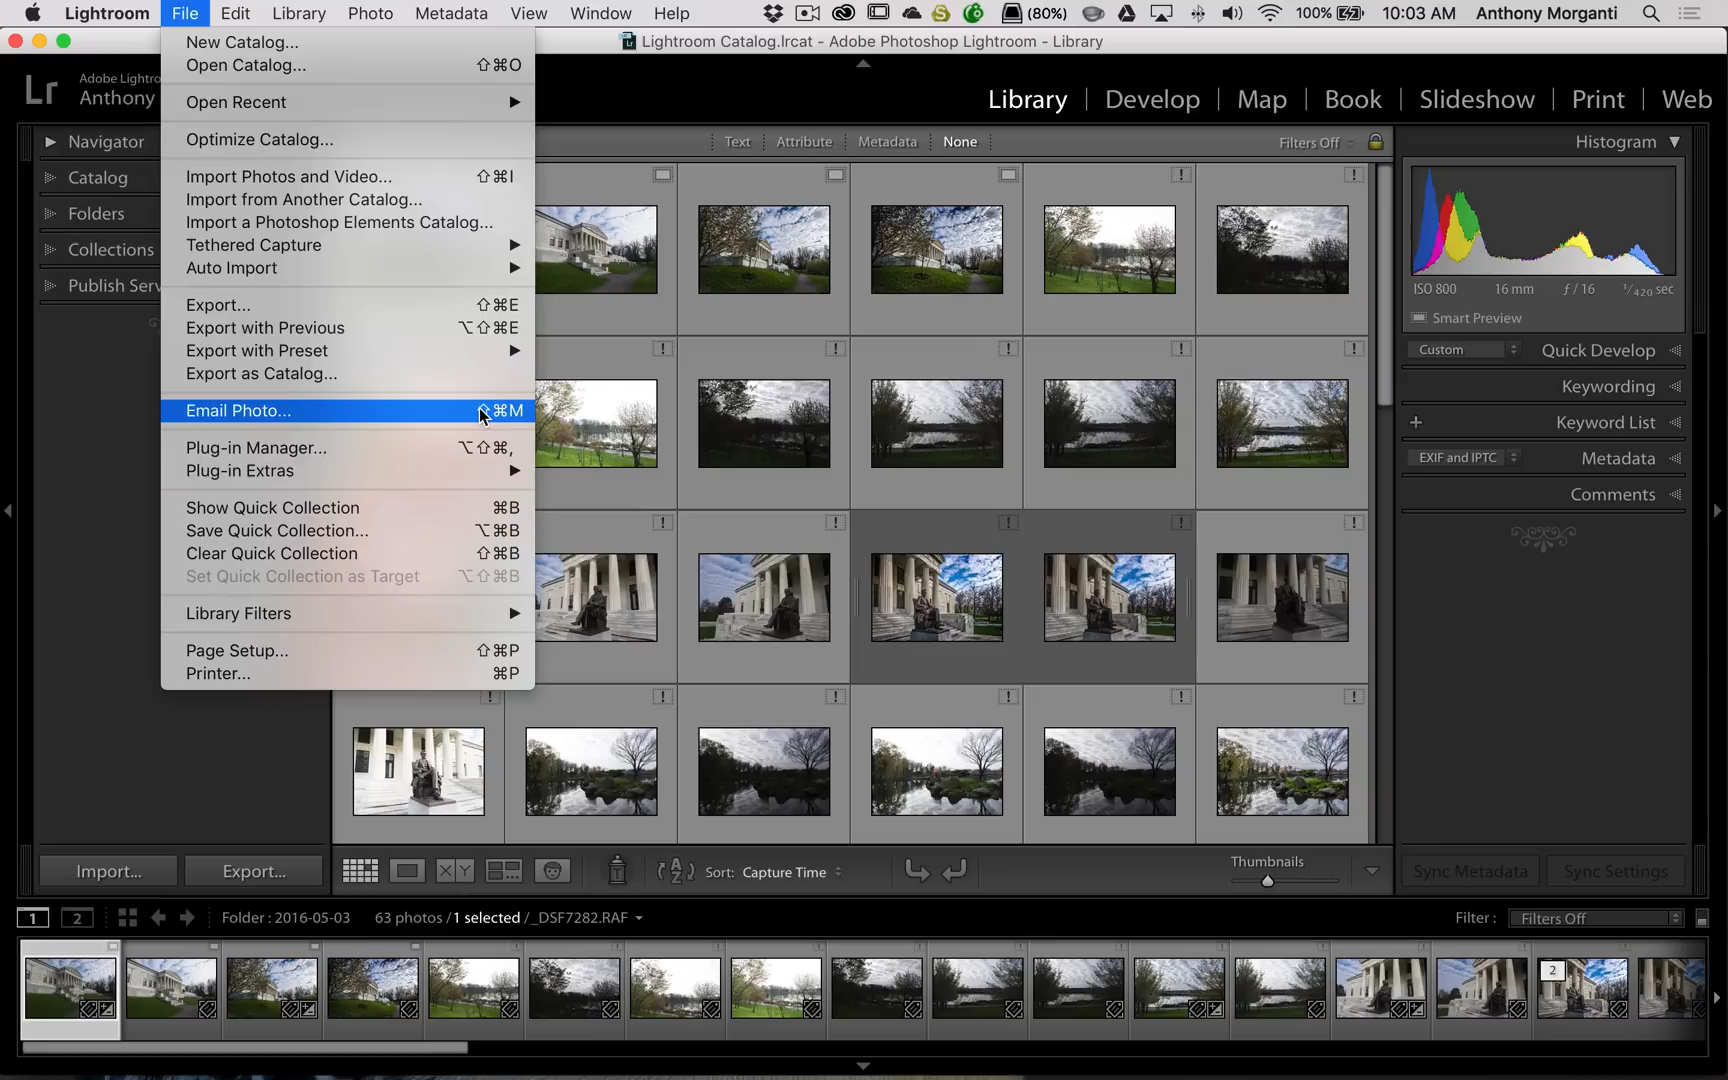 Lightroom File Edit Library Photo Metadata View Window Help (80%) 100% 10:03 AM Anthony Morganti
Lightroom Catalog.lrcat - Adobe Photoshop Lightroom - Library
Lr Adobe Lightro
Anthony
Library | Develop | Map | Book | Slideshow | Print | Web
New Catalog...
Open Catalog... ⇧⌘O
Open Recent
Optimize Catalog...
Import Photos and Video... ⇧⌘I
Import from Another Catalog...
Import a Photoshop Elements Catalog...
Tethered Capture
Auto Import
Export... ⇧⌘E
Export with Previous ⌥⇧⌘E
Export with Preset
Export as Catalog...
Email Photo... ⇧⌘M
Plug-in Manager... ⌥⇧⌘,
Plug-in Extras
Show Quick Collection ⌘B
Save Quick Collection... ⌥⌘B
Clear Quick Collection ⇧⌘B
Set Quick Collection as Target ⌥⇧⌘B
Library Filters
Page Setup... ⇧⌘P
Printer... ⌘P
Navigator
Catalog
Folders
Collections
Publish Serv
Text Attribute Metadata None Filters Off
Histogram
ISO 800 16 mm ƒ / 16 1/420 sec
Smart Preview
Custom Quick Develop
Keywording
+ Keyword List
EXIF and IPTC Metadata
Comments
Import... Export...
XY
Sort: Capture Time
Thumbnails
Sync Metadata Sync Settings
1 2 Folder : 2016-05-03 63 photos / 1 selected / _DSF7282.RAF Filter : Filters Off
2